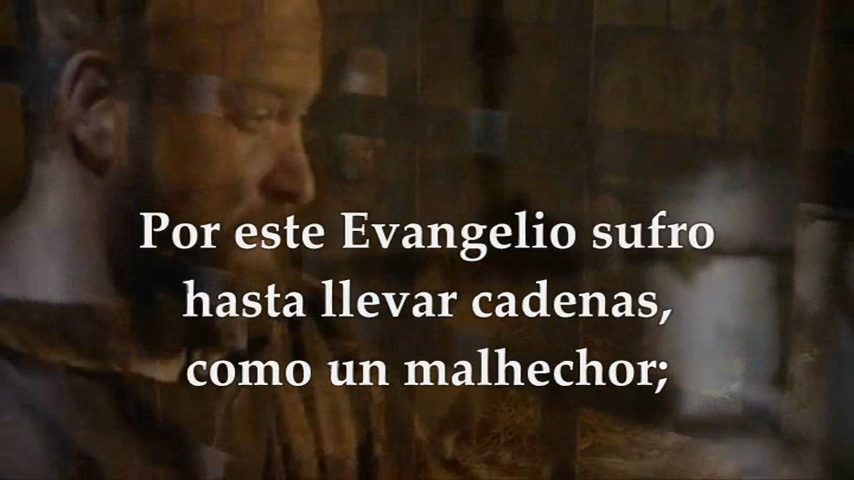 Por este Evangelio sufro
hasta llevar cadenas,
como un malhechor;